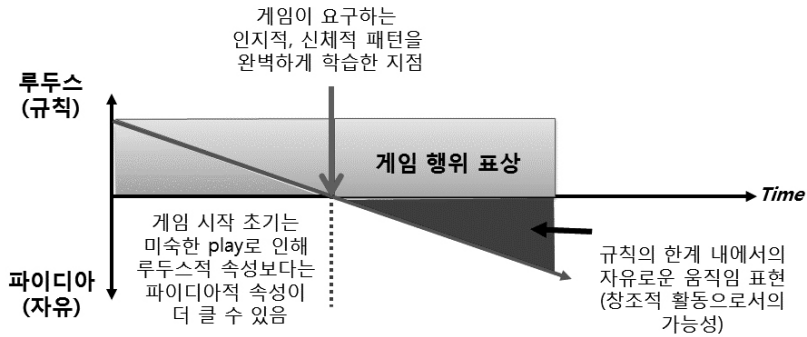 게임이 요구하는
인지적, 신체적 패턴을
완벽하게 학습한 지점
루두스
(규칙)
게임 행위 표상
Time
게임 시작 초기는
미숙한 play로 인해
루두스적 속성보다는
파이디아적 속성이
더 클 수 있음
파이디아
(자유)
규칙의 한계 내에서의
자유로운 움직임 표현
(창조적 활동으로서의
가능성)